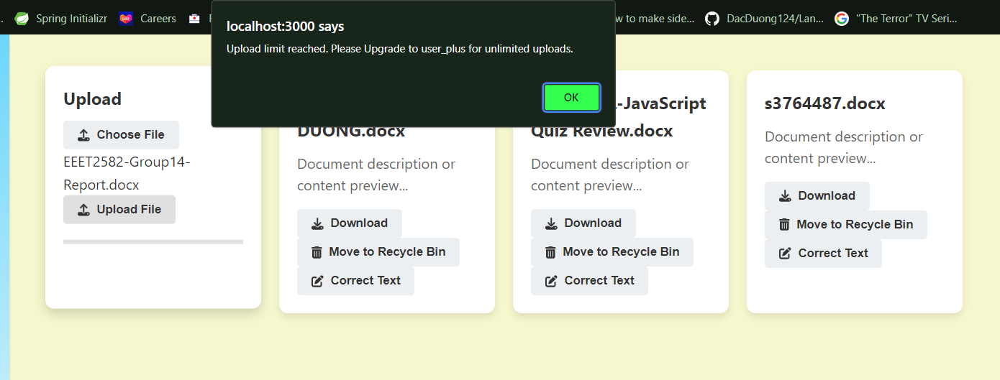 Spring Initializr
Careers
w to make side...
DacDuong124/Lan...
"The Terror" TV Seri...
localhost:3000 says
Upload limit reached. Please Upgrade to user_plus for unlimited uploads.
OK
Upload
Choose File
EEET2582-Group14-
Report.docx
Upload File
DUONG.docx
Document description or
content preview...
Download
Move to Recycle Bin
Correct Text
-JavaScript
Quiz Review.docx
Document description or
content preview...
Download
Move to Recycle Bin
Correct Text
s3764487.docx
Document description or
content preview...
Download
Move to Recycle Bin
Correct Text